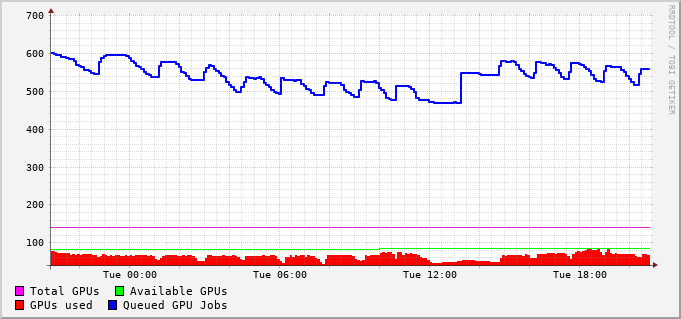 700
RRDTOOL / TOBI OETIKER
600
500
400
300
200
100
Tue 00:00 Tue 06:00 Tue 12:00 Tue 18:00
Total GPUs Available GPUs
GPUs used Queued GPU Jobs